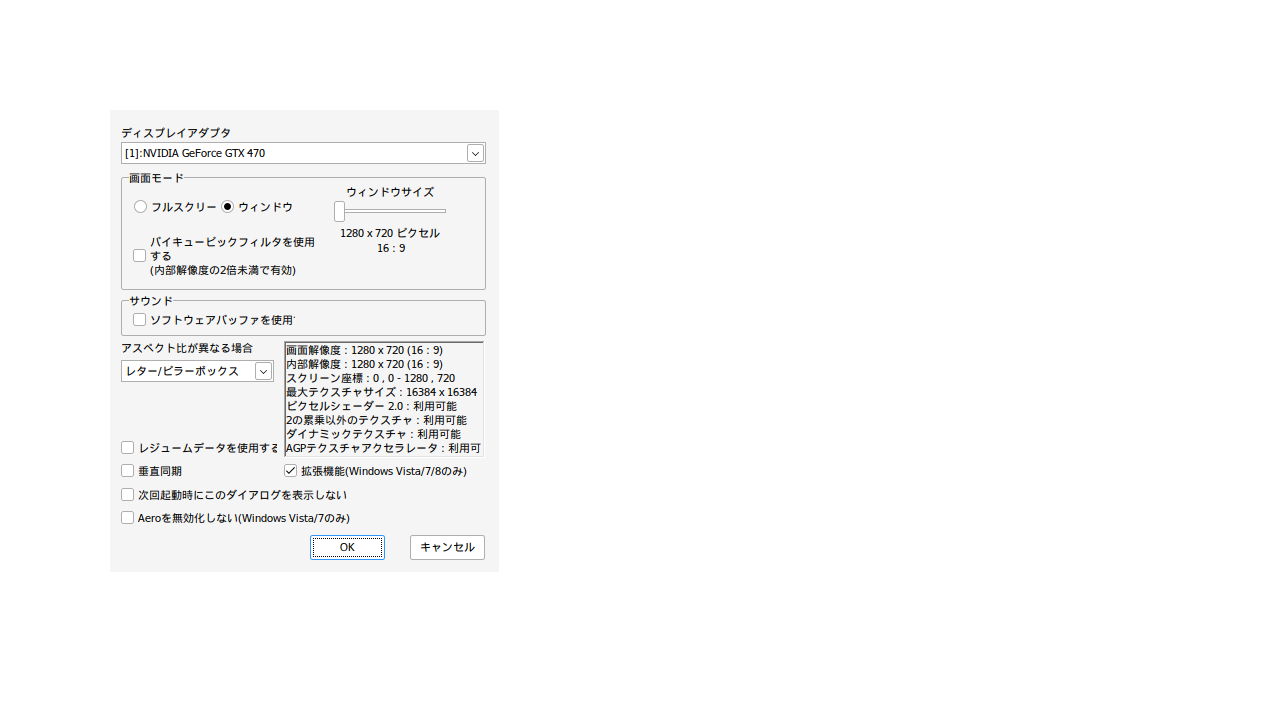 ディスプレイアダプタ
[1]:NVIDIA GeForce GTX 470
画面モード
フルスクリー
ウィンドウ
ウィンドウサイズ
1280 x 720 ピクセル
16 : 9
バイキュービックフィルタを使用
する
(内部解像度の2倍未満で有効)
サウンド
ソフトウェアバッファを使用
アスペクト比が異なる場合
レター/ピラーボックス
画面解像度 : 1280 x 720 (16 : 9)
内部解像度 : 1280 x 720 (16 : 9)
スクリーン座標 : 0 , 0 - 1280 , 720
最大テクスチャサイズ : 16384 x 16384
ピクセルシェーダー 2.0 : 利用可能
2の累乗以外のテクスチャ : 利用可能
ダイナミックテクスチャ : 利用可能
AGPテクスチャアクセラレータ : 利用可
レジュームデータを使用する
垂直同期
拡張機能(Windows Vista/7/8のみ)
次回起動時にこのダイアログを表示しない
Aeroを無効化しない(Windows Vista/7のみ)
OK
キャンセル